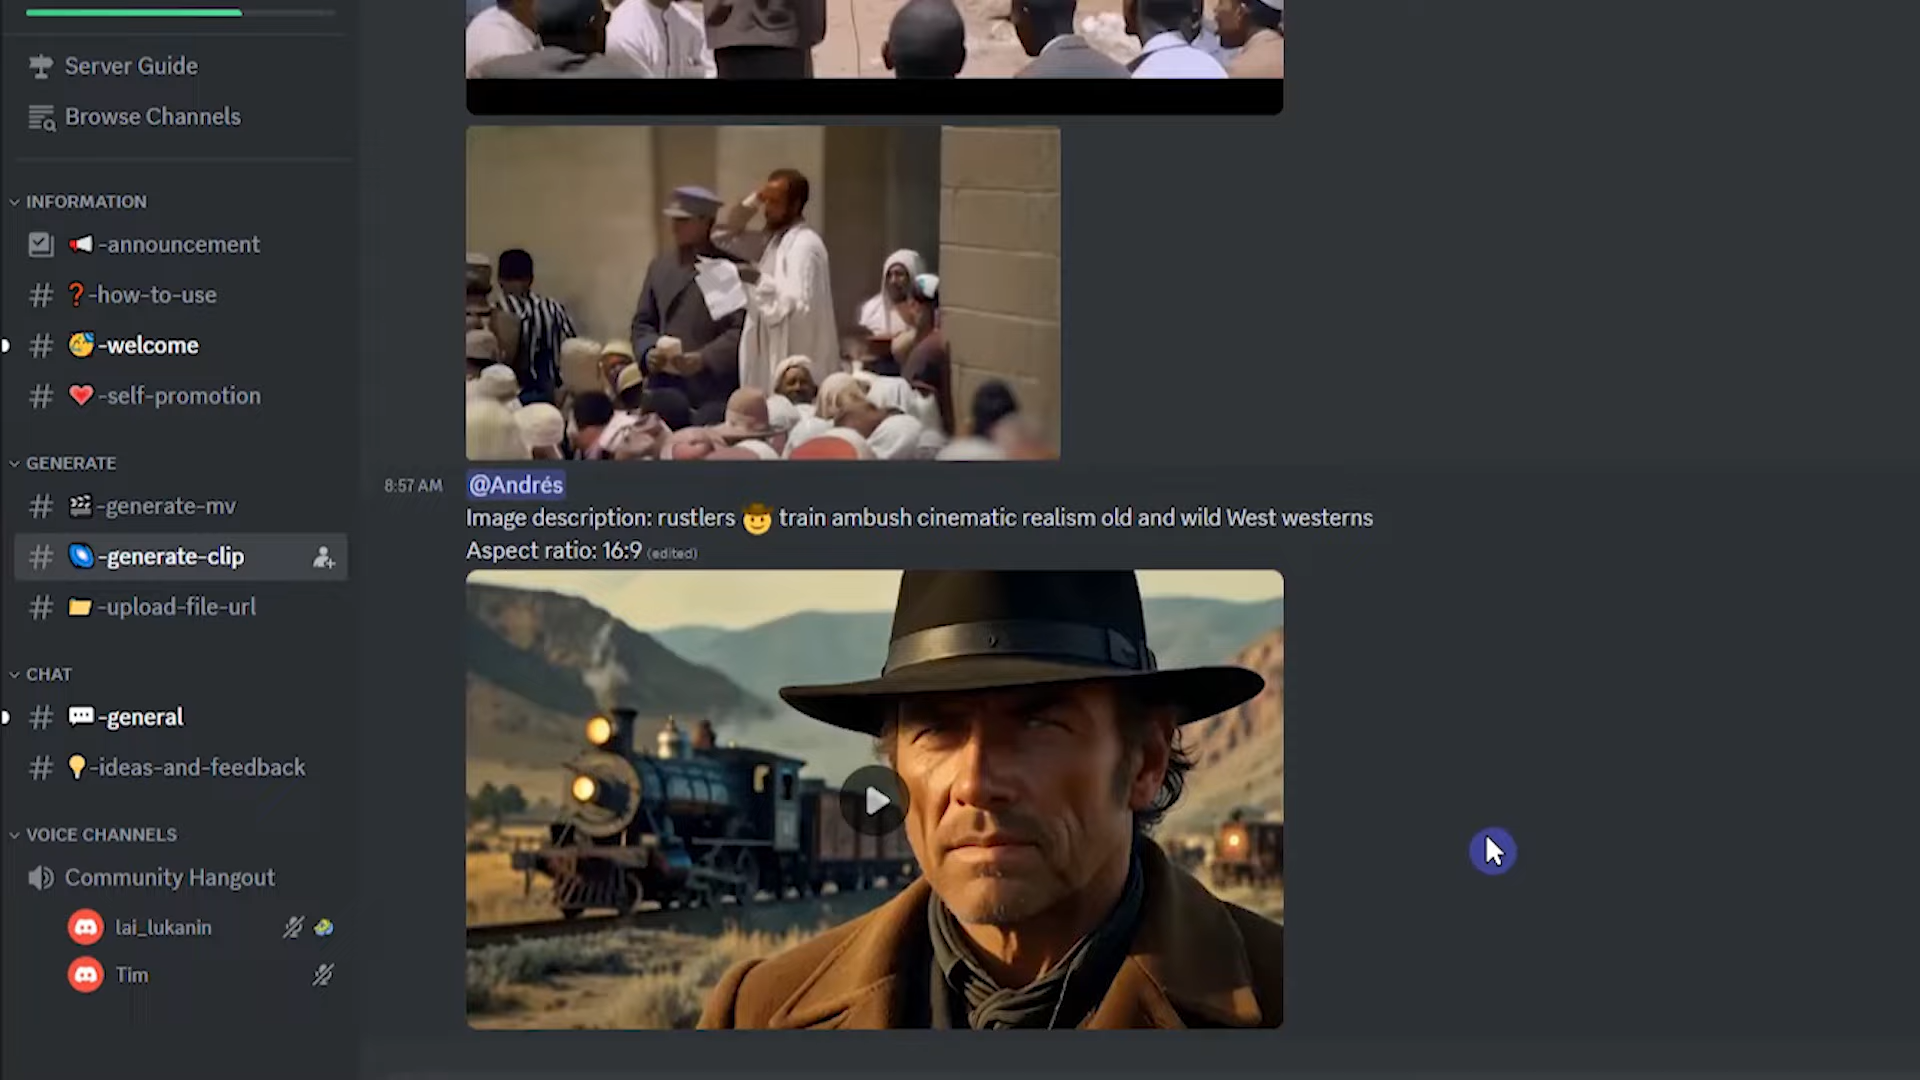 Server Guide
Browse Channels
INFORMATION
-announcement
-how-to-use
-welcome
-self-promotion
GENERATE
-generate-mv
-generate-clip
-upload-file-url
CHAT
-general
-ideas-and-feedback
VOICE CHANNELS
Community Hangout
lai_lukanin
Tim
8:57 AM @Andrés
Image description: rustlers 🤠 train ambush cinematic realism old and wild West westerns
Aspect ratio: 16:9 (edited)